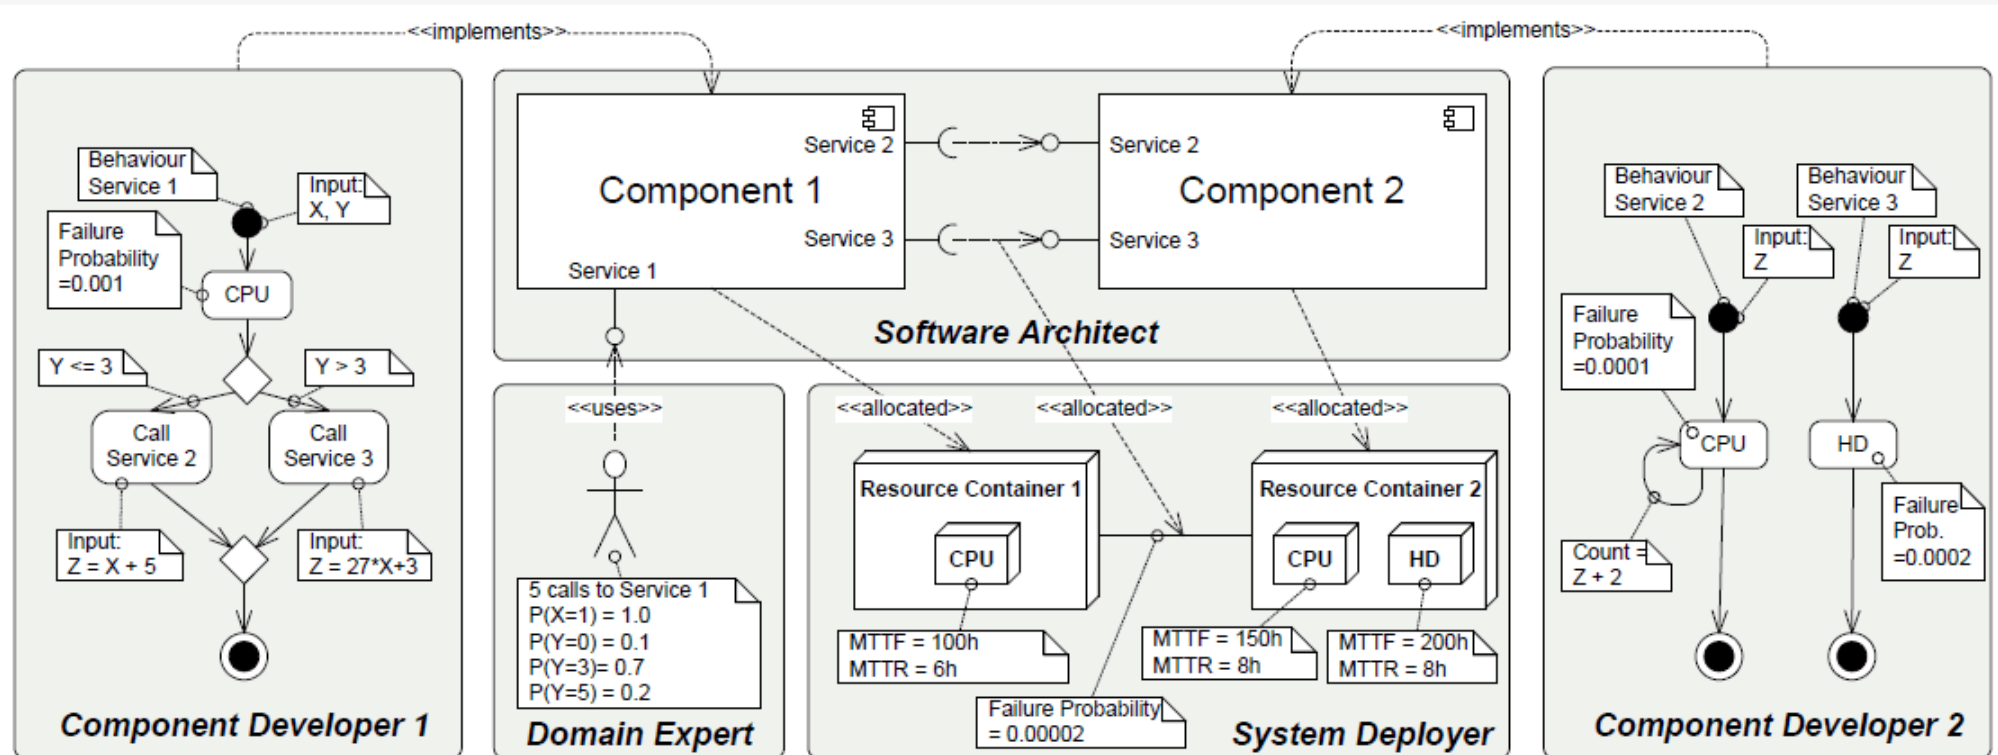 <<implements>>
<<implements>>
Behaviour
Service 1
Input:
X, Y
Failure
Probability
=0.001
CPU
Y <= 3
Y > 3
Call
Service 2
Call
Service 3
Input:
Z = X + 5
Input:
Z = 27*X+3
Component Developer 1
Component 1
Service 2
Service 3
Service 1
Component 2
Service 2
Service 3
Software Architect
<<uses>>
5 calls to Service 1
P(X=1) = 1.0
P(Y=0) = 0.1
P(Y=3)= 0.7
P(Y=5) = 0.2
Domain Expert
<<allocated>>
<<allocated>>
<<allocated>>
Resource Container 1
CPU
MTTF = 100h
MTTR = 6h
Resource Container 2
CPU
HD
MTTF = 150h
MTTR = 8h
MTTF = 200h
MTTR = 8h
Failure Probability
= 0.00002
System Deployer
Behaviour
Service 2
Behaviour
Service 3
Input:
Z
Input:
Z
Failure
Probability
=0.0001
CPU
HD
Count =
Z + 2
Failure
Prob.
=0.0002
Component Developer 2